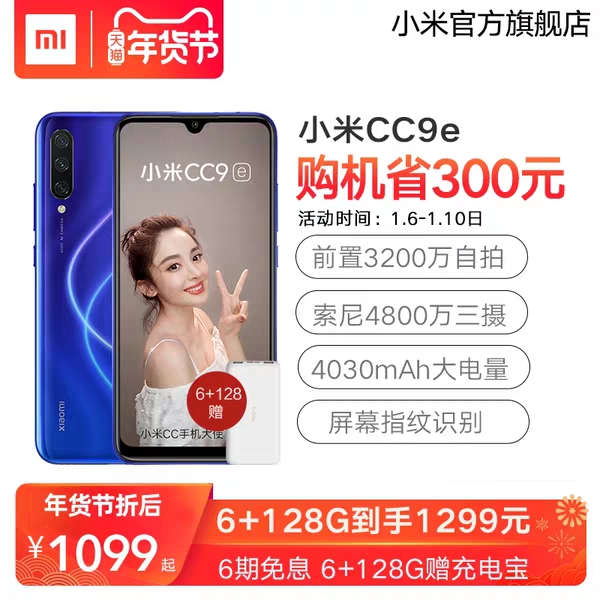 mi
天猫
年货节
小米官方旗舰店
小米CC9e
购机省300元
活动时间：1.6-1.10日
前置3200万自拍
索尼4800万三摄
4030mAh大电量
屏幕指纹识别
小米CC9 e
xiaomi
6+128
赠
小米CC手机大使
年货节折后
¥1099起
6+128G到手1299元
6期免息 6+128G赠充电宝